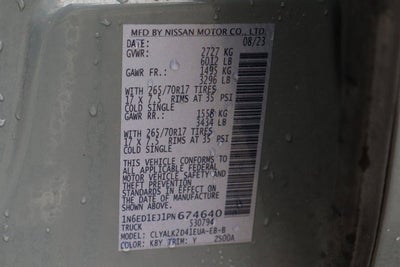 MFD BY NISSAN MOTOR CO., LTD.
DATE: 08/23
GVWR: 2727 KG
6012 LB
GAWR FR.: 1495 KG
3296 LB
WITH 265/70R17 TIRES
17 X 7.5 RIMS AT 35 PSI
COLD SINGLE
GAWR RR.: 1558 KG
3434 LB
WITH 265/70R17 TIRES
17 X 7.5 RIMS AT 35 PSI
COLD SINGLE
THIS VEHICLE CONFORMS TO
ALL APPLICABLE FEDERAL
MOTOR VEHICLE SAFETY AND
THEFT PREVENTION
STANDARDS IN EFFECT ON
THE DATE OF MANUFACTURE
SHOWN ABOVE.
1N6ED1EJ1PN674640
TRUCK S30794
MODEL: CLYALK2D41EUA-EB-B
COLOR: KBY TRIM: Y 2500A